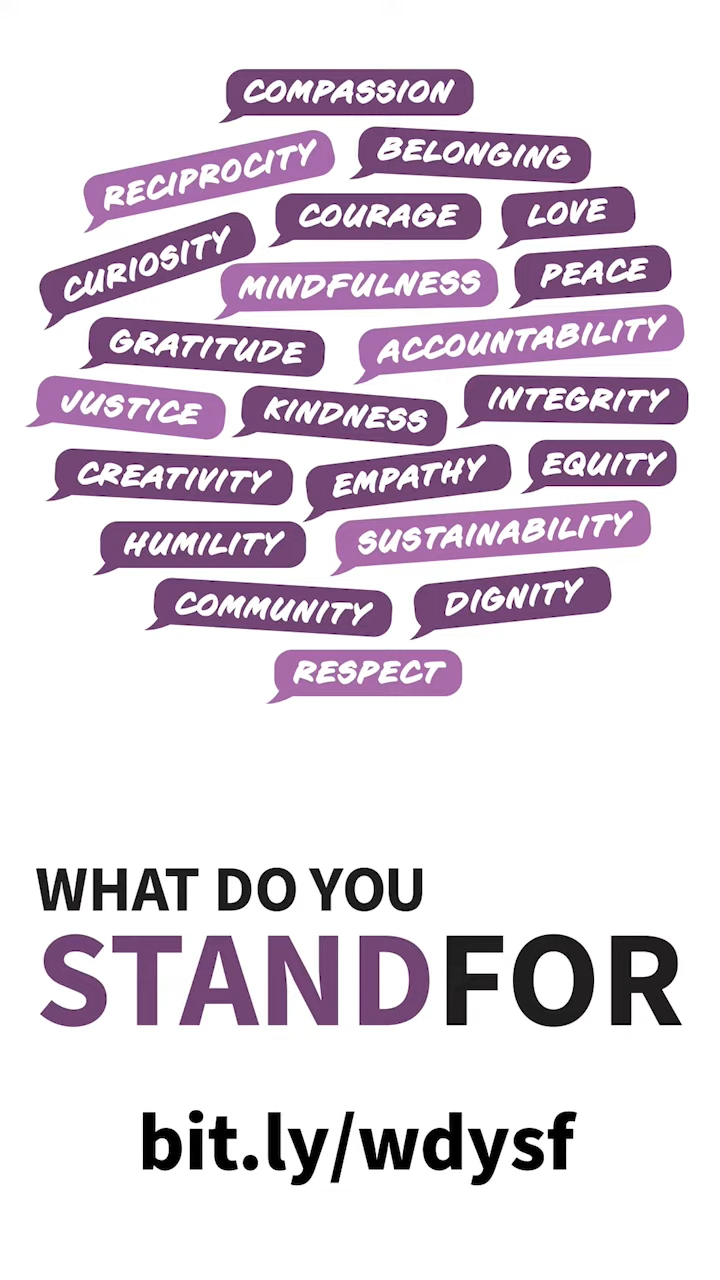 COMPASSION
RECIPROCITY
BELONGING
COURAGE
LOVE
CURIOSITY
MINDFULNESS
PEACE
GRATITUDE
ACCOUNTABILITY
JUSTICE
KINDNESS
INTEGRITY
CREATIVITY
EMPATHY
EQUITY
HUMILITY
SUSTAINABILITY
COMMUNITY
DIGNITY
RESPECT
WHAT DO YOU
STANDFOR
bit.ly/wdysf